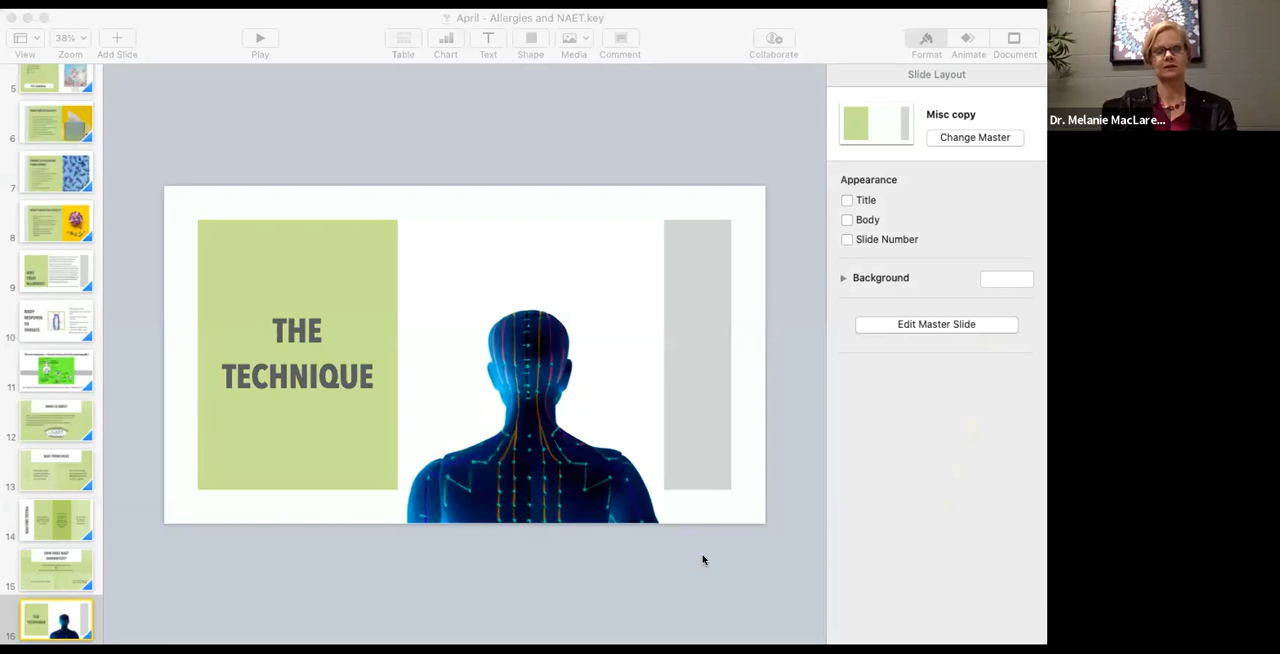 April - Allergies and NAET.key
38%
View
Zoom
Add Slide
Play
Table
Chart
Text
Shape
Media
Comment
Collaborate
Format
Animate
Document
Slide Layout
Misc copy
Change Master
Appearance
Title
Body
Slide Number
Background
Edit Master Slide
THE
TECHNIQUE
5
6
7
8
9
10
11
12
13
14
15
16
Dr. Melanie MacLare...